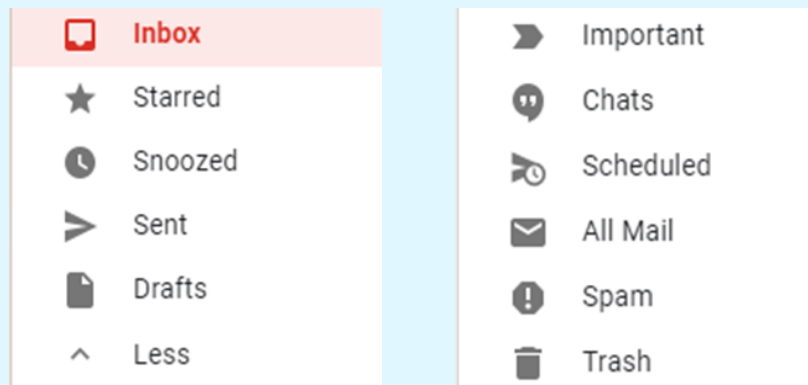 Inbox
Starred
Snoozed
Sent
Drafts
Less
Important
Chats
Scheduled
All Mail
Spam
Trash